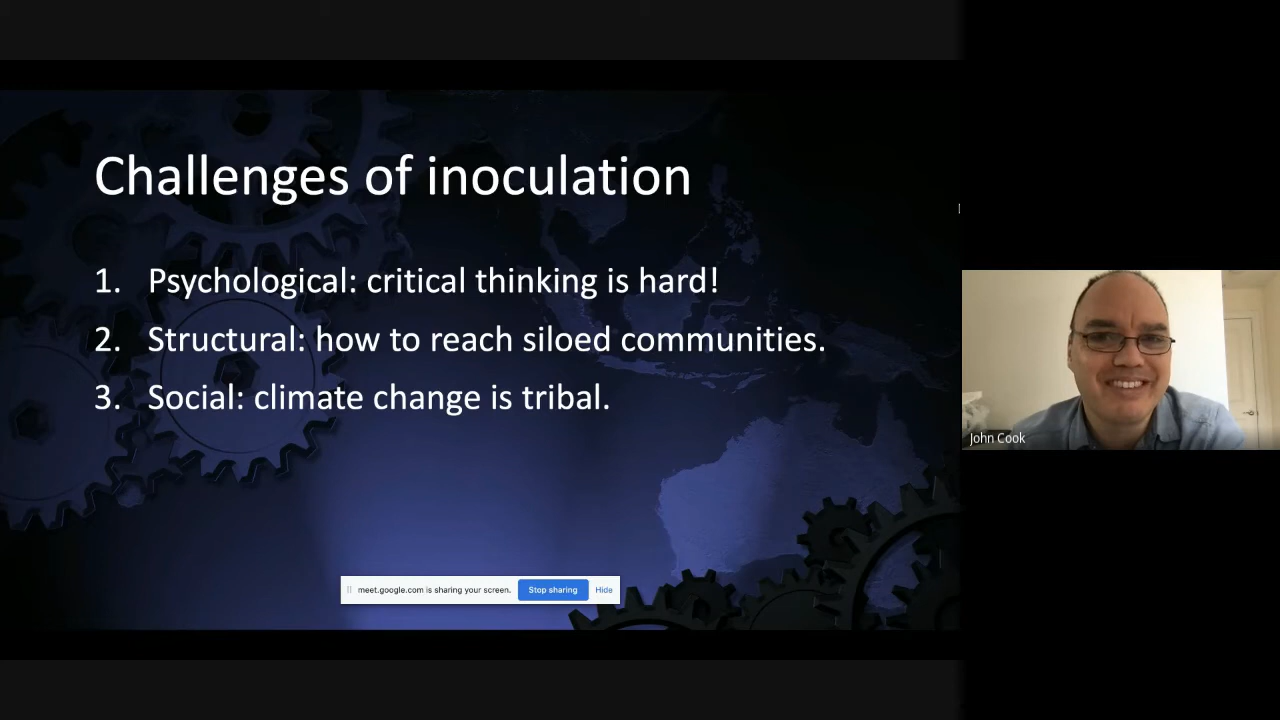 Challenges of inoculation
1. Psychological: critical thinking is hard!
2. Structural: how to reach siloed communities.
3. Social: climate change is tribal.
John Cook
meet.google.com is sharing your screen. Stop sharing Hide